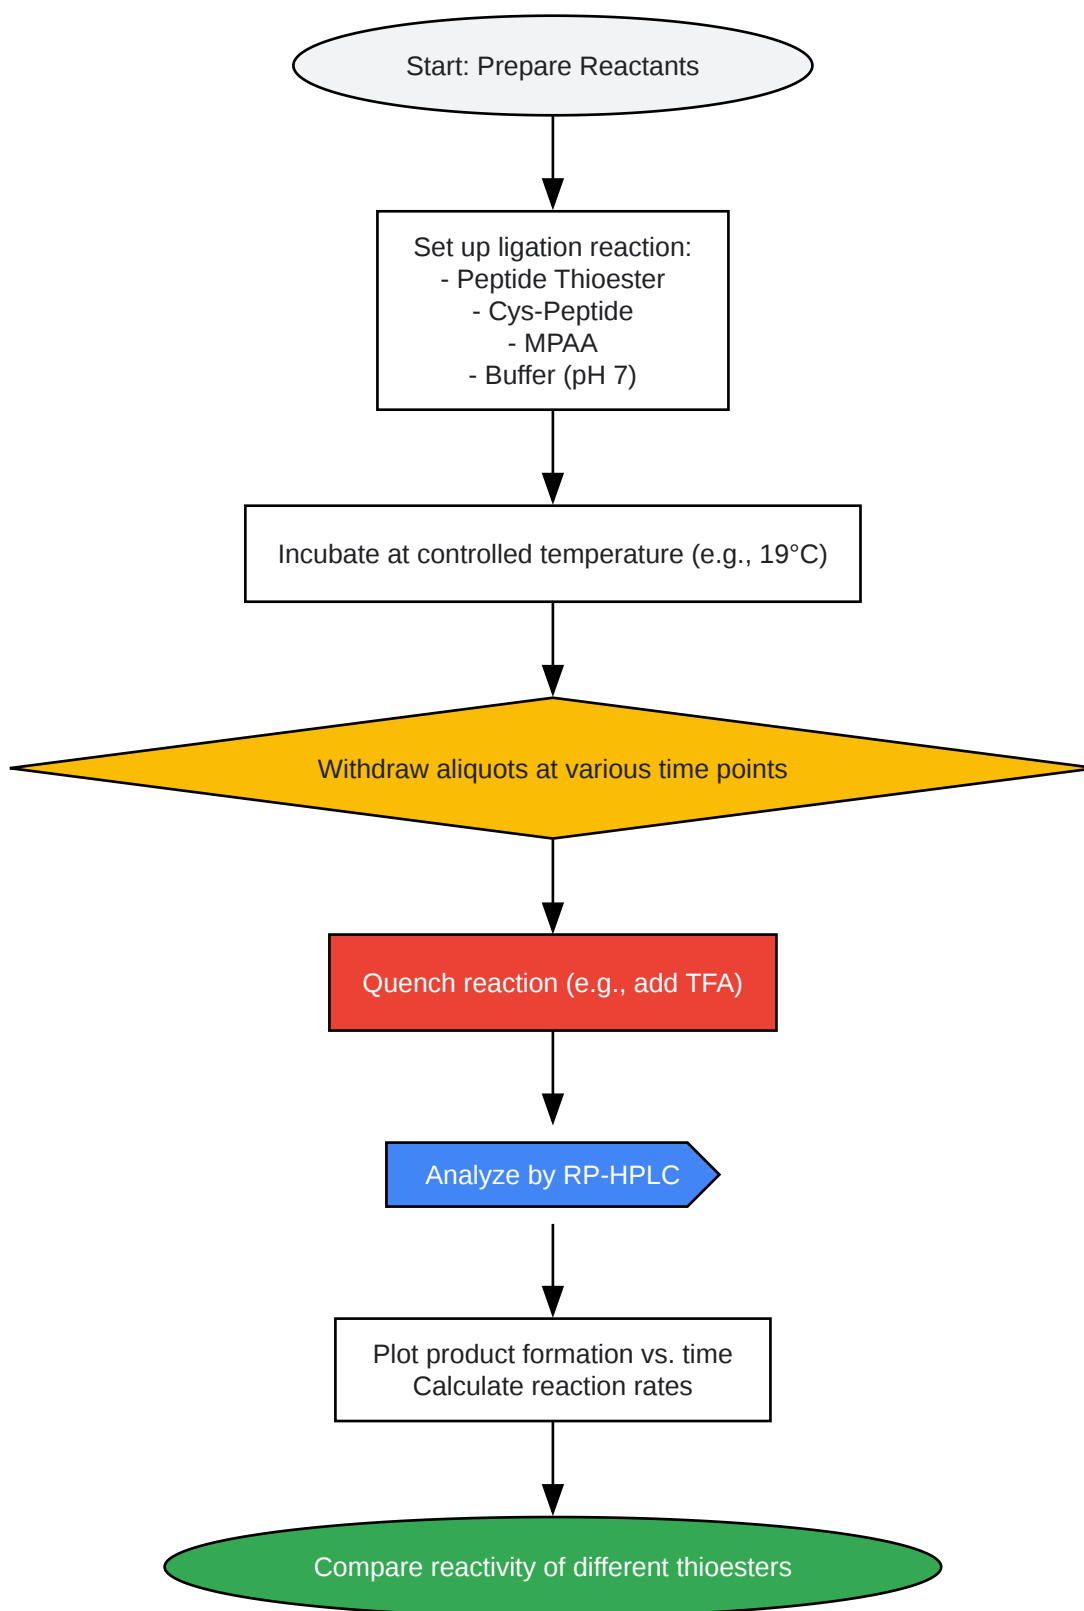 Start: Prepare Reactants
Set up ligation reaction:
- Peptide Thioester
- Cys-Peptide
- MPAA
- Buffer (pH 7)
Incubate at controlled temperature (e.g., 19°C)
Withdraw aliquots at various time points
Quench reaction (e.g., add TFA)
Analyze by RP-HPLC
Plot product formation vs. time
Calculate reaction rates
Compare reactivity of different thioesters